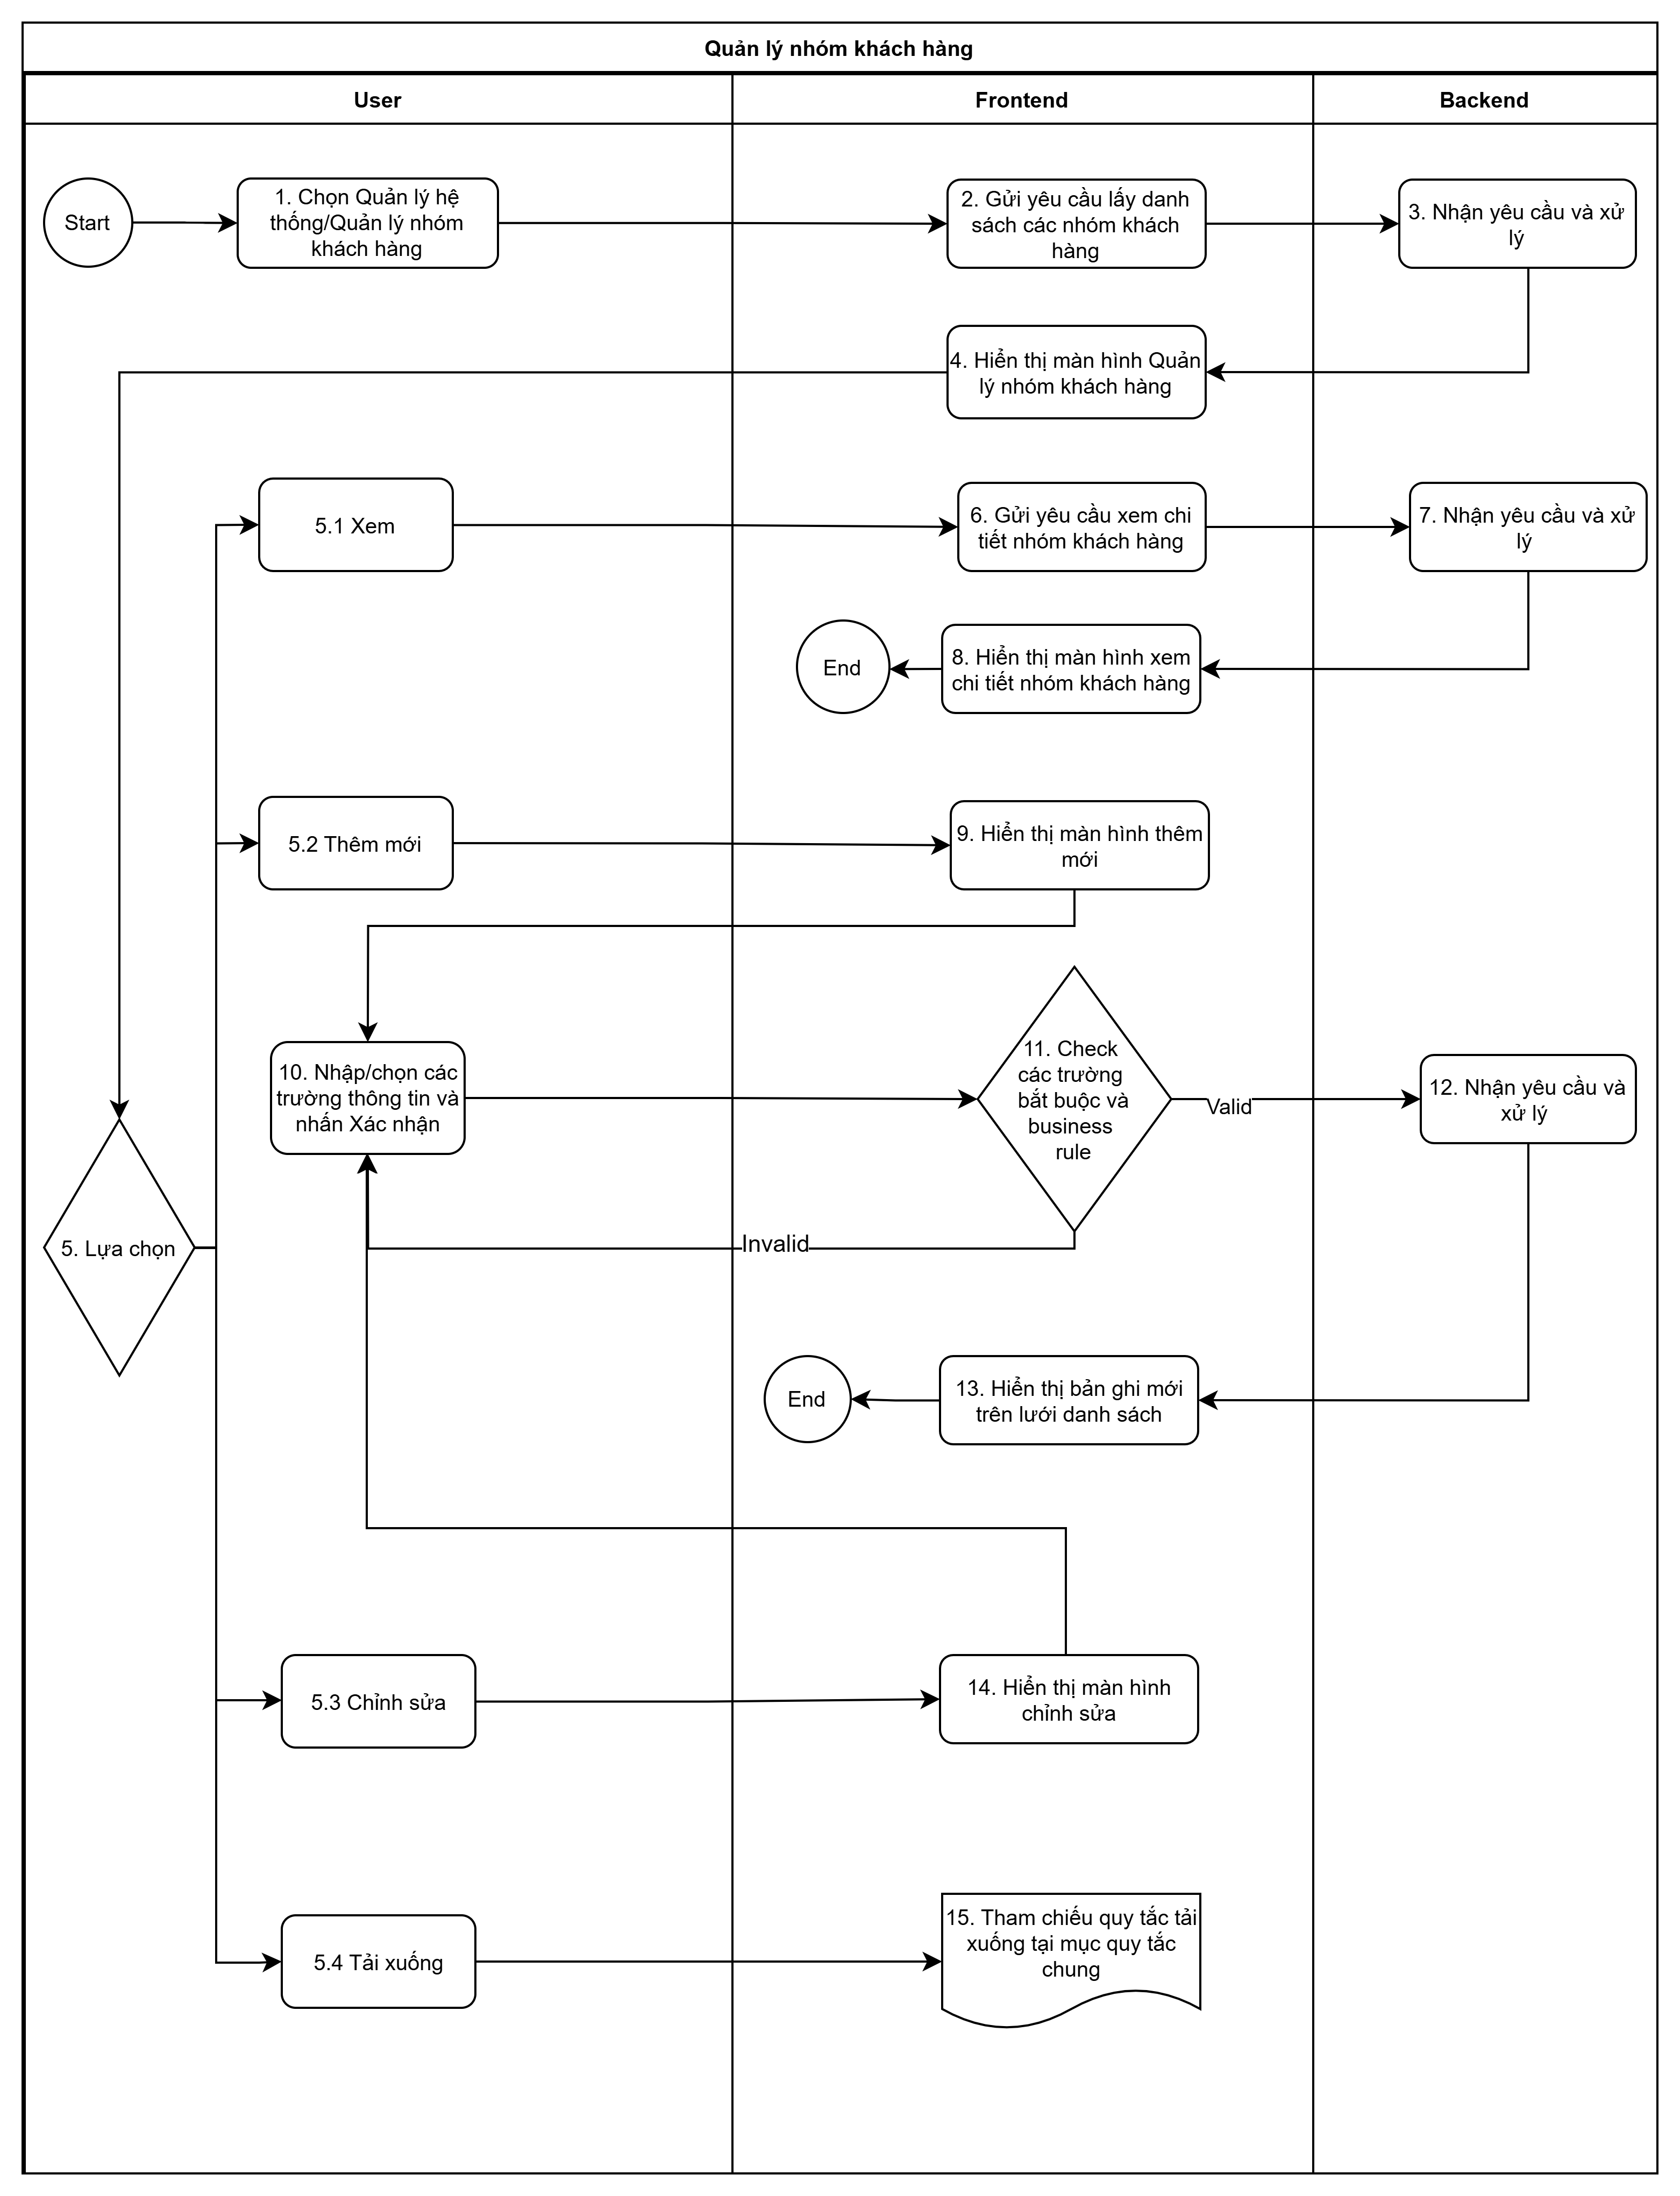 Quản lý nhóm khách hàng
User
Frontend
Backend
Start
1. Chọn Quản lý hệ
thống/Quản lý nhóm
khách hàng
2. Gửi yêu cầu lấy danh
sách các nhóm khách
hàng
3. Nhận yêu cầu và xử
lý
4. Hiển thị màn hình Quản
lý nhóm khách hàng
5.1 Xem
6. Gửi yêu cầu xem chi
tiết nhóm khách hàng
7. Nhận yêu cầu và xử
lý
End
8. Hiển thị màn hình xem
chi tiết nhóm khách hàng
5.2 Thêm mới
9. Hiển thị màn hình thêm
mới
10. Nhập/chọn các
trường thông tin và
nhấn Xác nhận
11. Check
các trường
bắt buộc và
business
rule
Valid
12. Nhận yêu cầu và
xử lý
5. Lựa chọn
Invalid
End
13. Hiển thị bản ghi mới
trên lưới danh sách
5.3 Chỉnh sửa
14. Hiển thị màn hình
chỉnh sửa
5.4 Tải xuống
15. Tham chiếu quy tắc tải
xuống tại mục quy tắc
chung